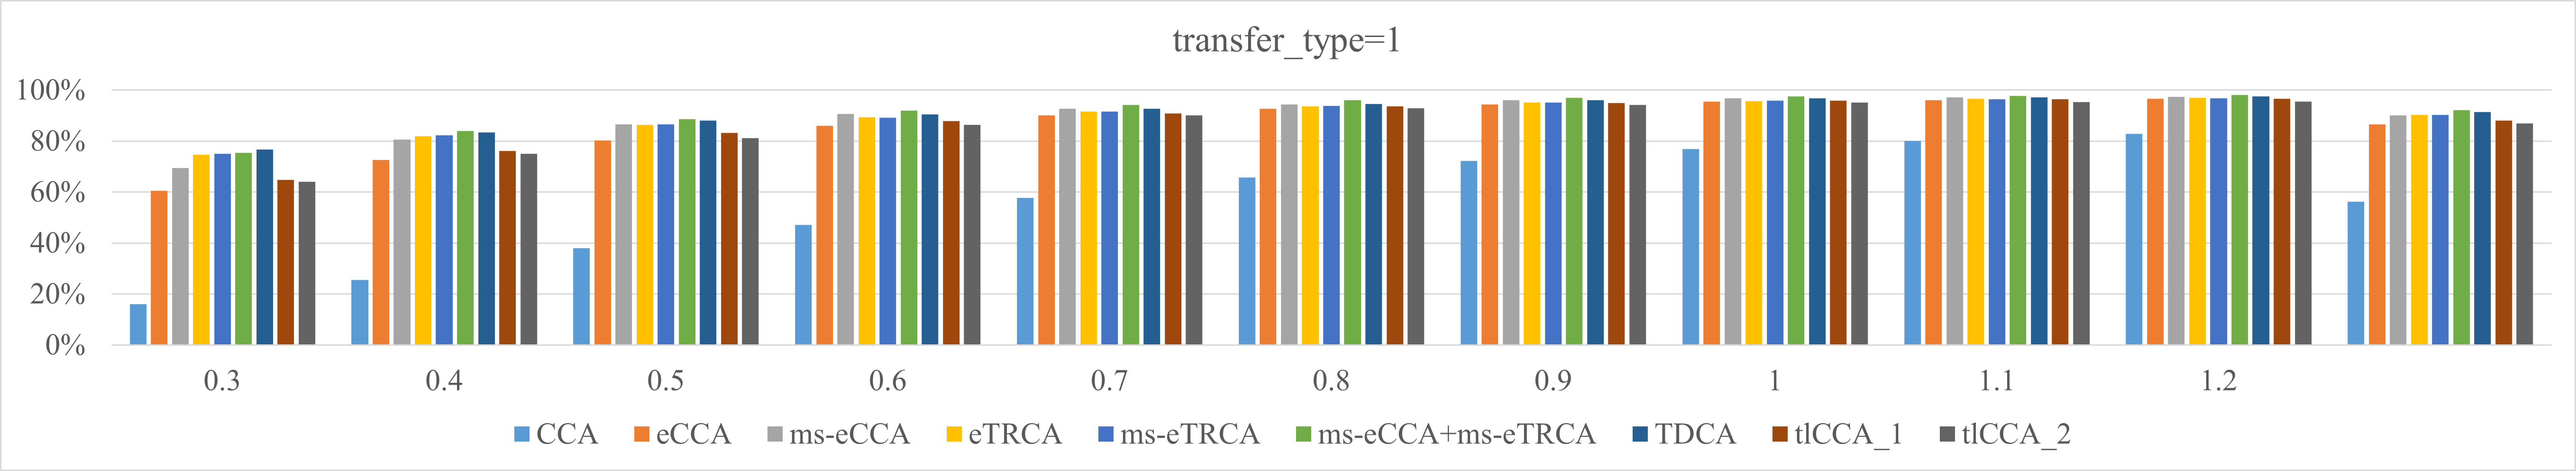 transfer_type=1
100%
80%
60%
40%
20%
0%
0.3 0.4 0.5 0.6 0.7 0.8 0.9 1 1.1 1.2
CCA eCCA ms-eCCA eTRCA ms-eTRCA ms-eCCA+ms-eTRCA TDCA tlCCA_1 tlCCA_2